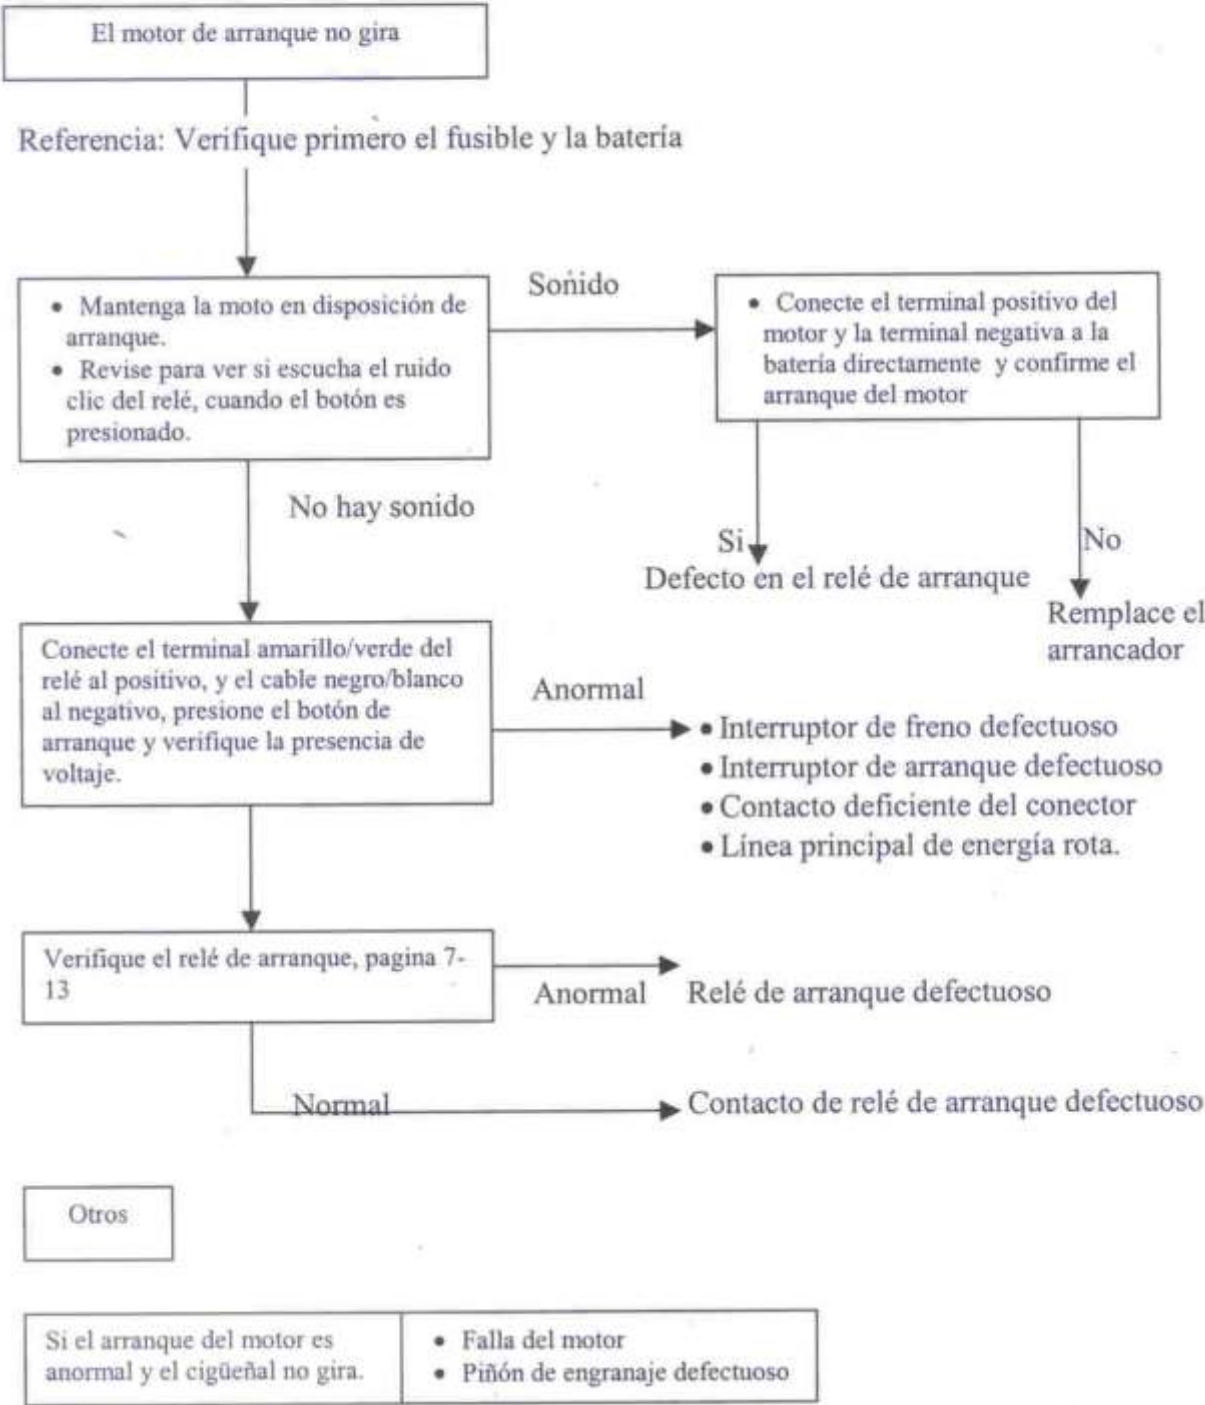 El motor de arranque no gira
Referencia: Verifique primero el fusible y la batería
• Mantenga la moto en disposición de
arranque.
• Revise para ver si escucha el ruido
clic del relé, cuando el botón es
presionado.
Sonido
• Conecte el terminal positivo del
motor y la terminal negativa a la
batería directamente y confirme el
arranque del motor
No hay sonido
Si
Defecto en el relé de arranque
No
Remplace el
arrancador
Conecte el terminal amarillo/verde del
relé al positivo, y el cable negro/blanco
al negativo, presione el botón de
arranque y verifique la presencia de
voltaje.
Anormal
• Interruptor de freno defectuoso
• Interruptor de arranque defectuoso
• Contacto deficiente del conector
• Línea principal de energía rota.
Verifique el relé de arranque, pagina 7-
13
Anormal
Relé de arranque defectuoso
Normal
Contacto de relé de arranque defectuoso
Otros
Si el arranque del motor es
anormal y el cigüeñal no gira.
• Falla del motor
• Piñón de engranaje defectuoso